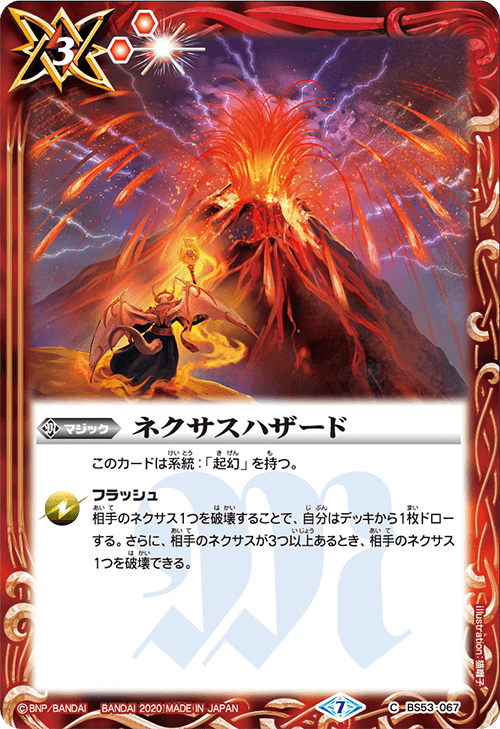 3
マジック
ネクサスハザード
このカードは系統:「起幻」を持つ。
フラッシュ
相手のネクサス1つを破壊することで、自分はデッキから1枚ドロー
する。さらに、相手のネクサスが3つ以上あるとき、相手のネクサス
1つを破壊できる。
illustration:猫囃子
©BNP/BANDAI BANDAI 2020 MADE IN JAPAN
7
C BS53-067